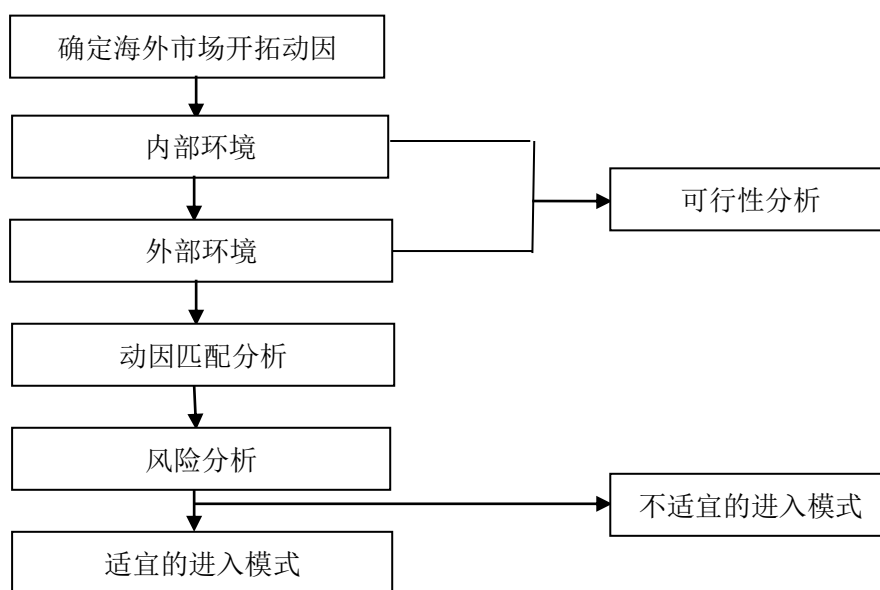 确定海外市场开拓动因
内部环境
可行性分析
外部环境
动因匹配分析
风险分析
不适宜的进入模式
适宜的进入模式